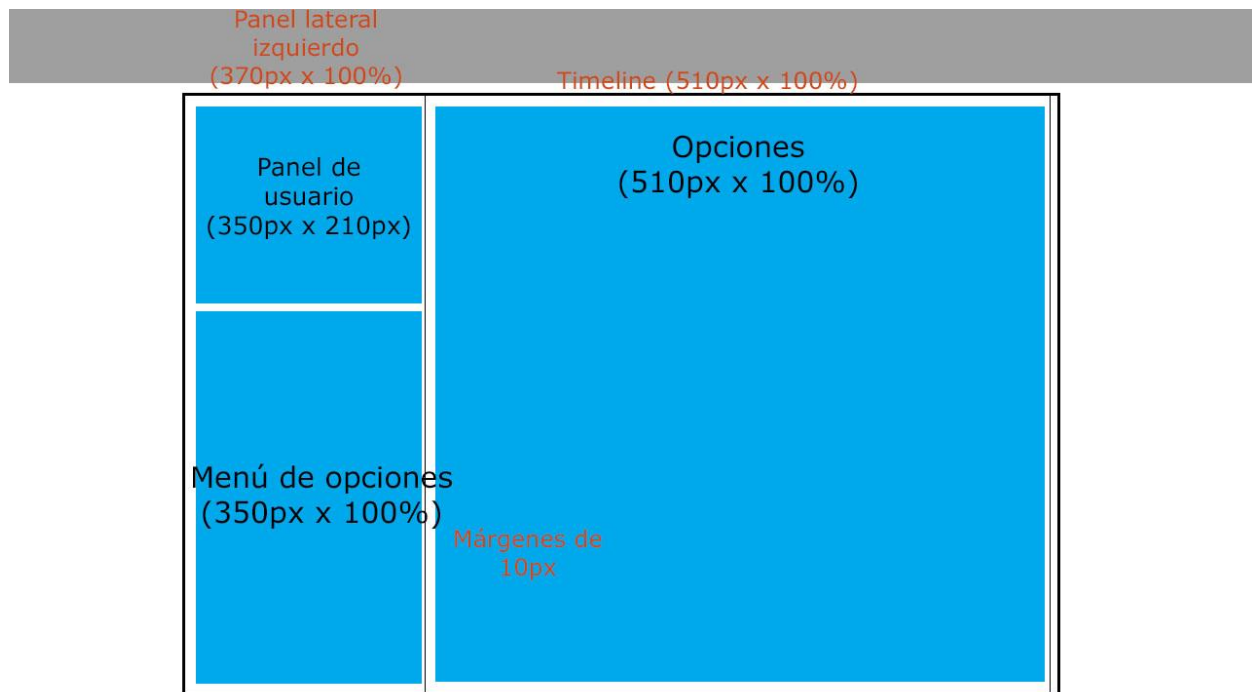 Panel lateral
izquierdo
(370px x 100%)
Timeline (510px x 100%)
Panel de
usuario
(350px x 210px)
Opciones
(510px x 100%)
Menú de opciones
(350px x 100%)
Márgenes de
10px